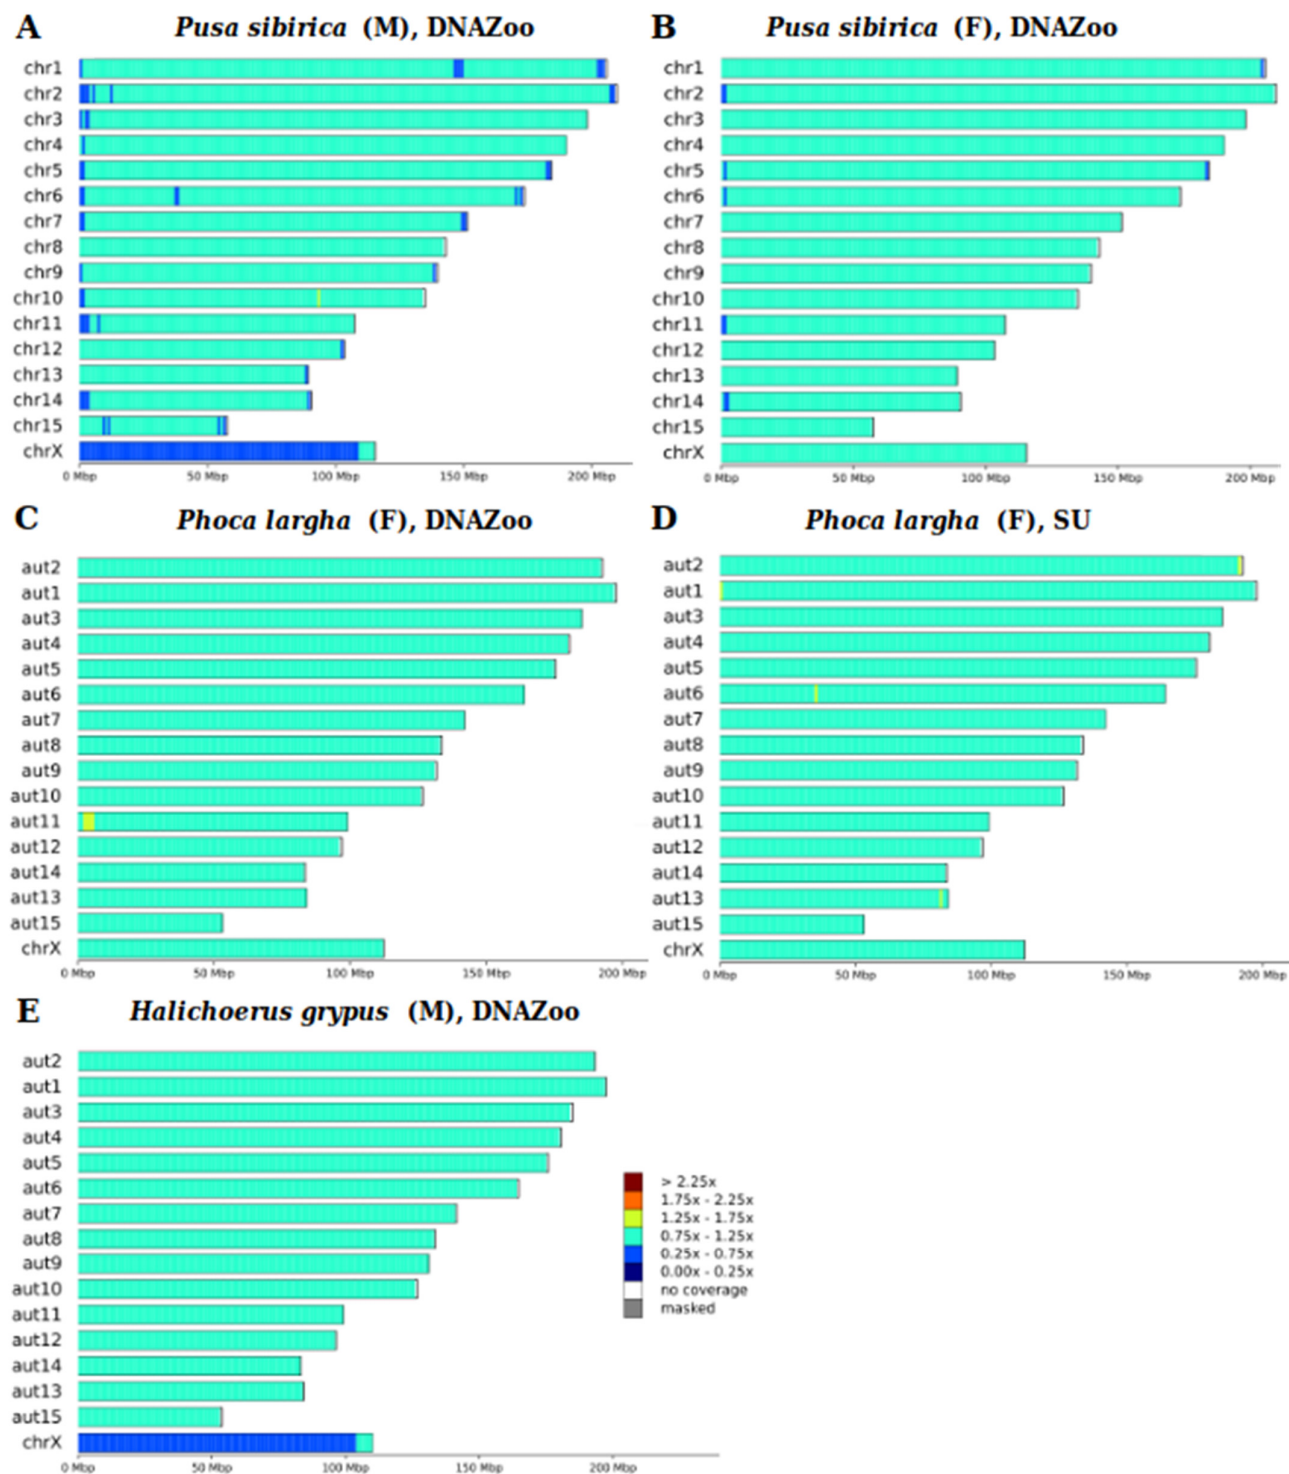 A Pusa sibirica (M), DNAZoo
chr1
chr2
chr3
chr4
chr5
chr6
chr7
chr8
chr9
chr10
chr11
chr12
chr13
chr14
chr15
chrX
0 Mbp 50 Mbp 100 Mbp 150 Mbp 200 Mbp
B Pusa sibirica (F), DNAZoo
chr1
chr2
chr3
chr4
chr5
chr6
chr7
chr8
chr9
chr10
chr11
chr12
chr13
chr14
chr15
chrX
0 Mbp 50 Mbp 100 Mbp 150 Mbp 200 Mbp
C Phoca largha (F), DNAZoo
aut2
aut1
aut3
aut4
aut5
aut6
aut7
aut8
aut9
aut10
aut11
aut12
aut14
aut13
aut15
chrX
0 Mbp 50 Mbp 100 Mbp 150 Mbp 200 Mbp
D Phoca largha (F), SU
aut2
aut1
aut3
aut4
aut5
aut6
aut7
aut8
aut9
aut10
aut11
aut12
aut14
aut13
aut15
chrX
0 Mbp 50 Mbp 100 Mbp 150 Mbp 200 Mbp
E Halichoerus grypus (M), DNAZoo
aut2
aut1
aut3
aut4
aut5
aut6
aut7
aut8
aut9
aut10
aut11
aut12
aut14
aut13
aut15
chrX
0 Mbp 50 Mbp 100 Mbp 150 Mbp 200 Mbp
> 2.25x
1.75x - 2.25x
1.25x - 1.75x
0.75x - 1.25x
0.25x - 0.75x
0.00x - 0.25x
no coverage
masked